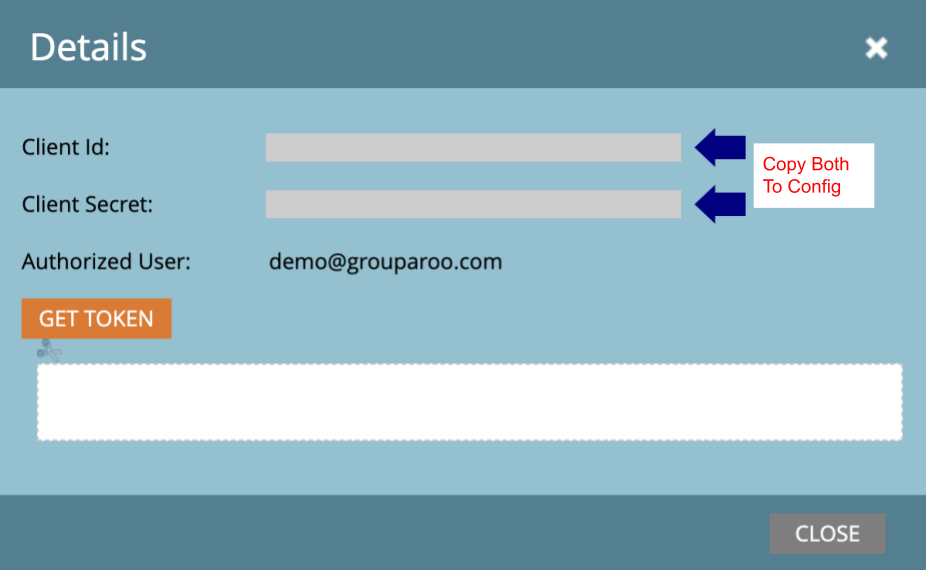 Details
Client Id:
Copy Both
To Config
Client Secret:
Authorized User: demo@grouparoo.com
GET TOKEN
CLOSE